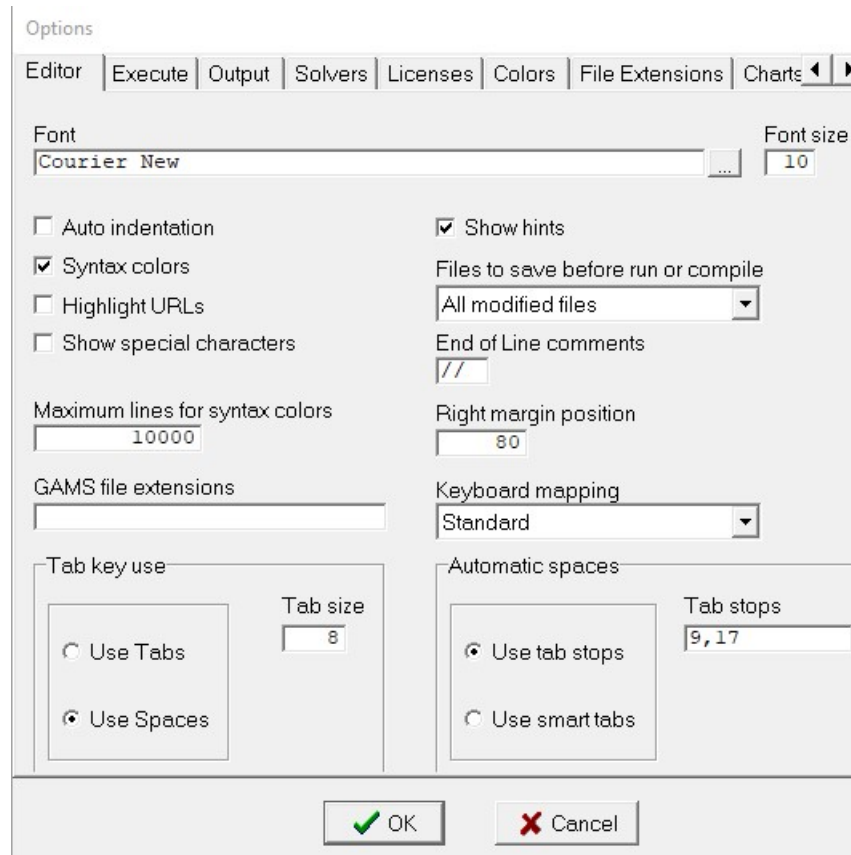 Options
Editor Execute Output Solvers Licenses Colors File Extensions Charts
Font
Font size
Courier New ... 10
Auto indentation
Show hints
Syntax colors
Files to save before run or compile
Highlight URLs
All modified files
Show special characters
End of Line comments
//
Maximum lines for syntax colors
Right margin position
10000
80
GAMS file extensions
Keyboard mapping
Standard
Tab key use
Automatic spaces
Tab size
Tab stops
8
9,17
Use Tabs
Use tab stops
Use Spaces
Use smart tabs
OK
Cancel